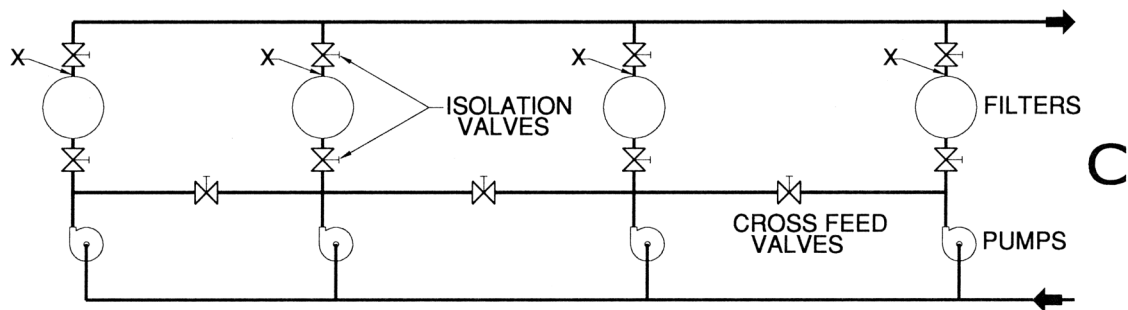 X
X
X
X
ISOLATION
VALVES
FILTERS
C
CROSS FEED
VALVES
PUMPS